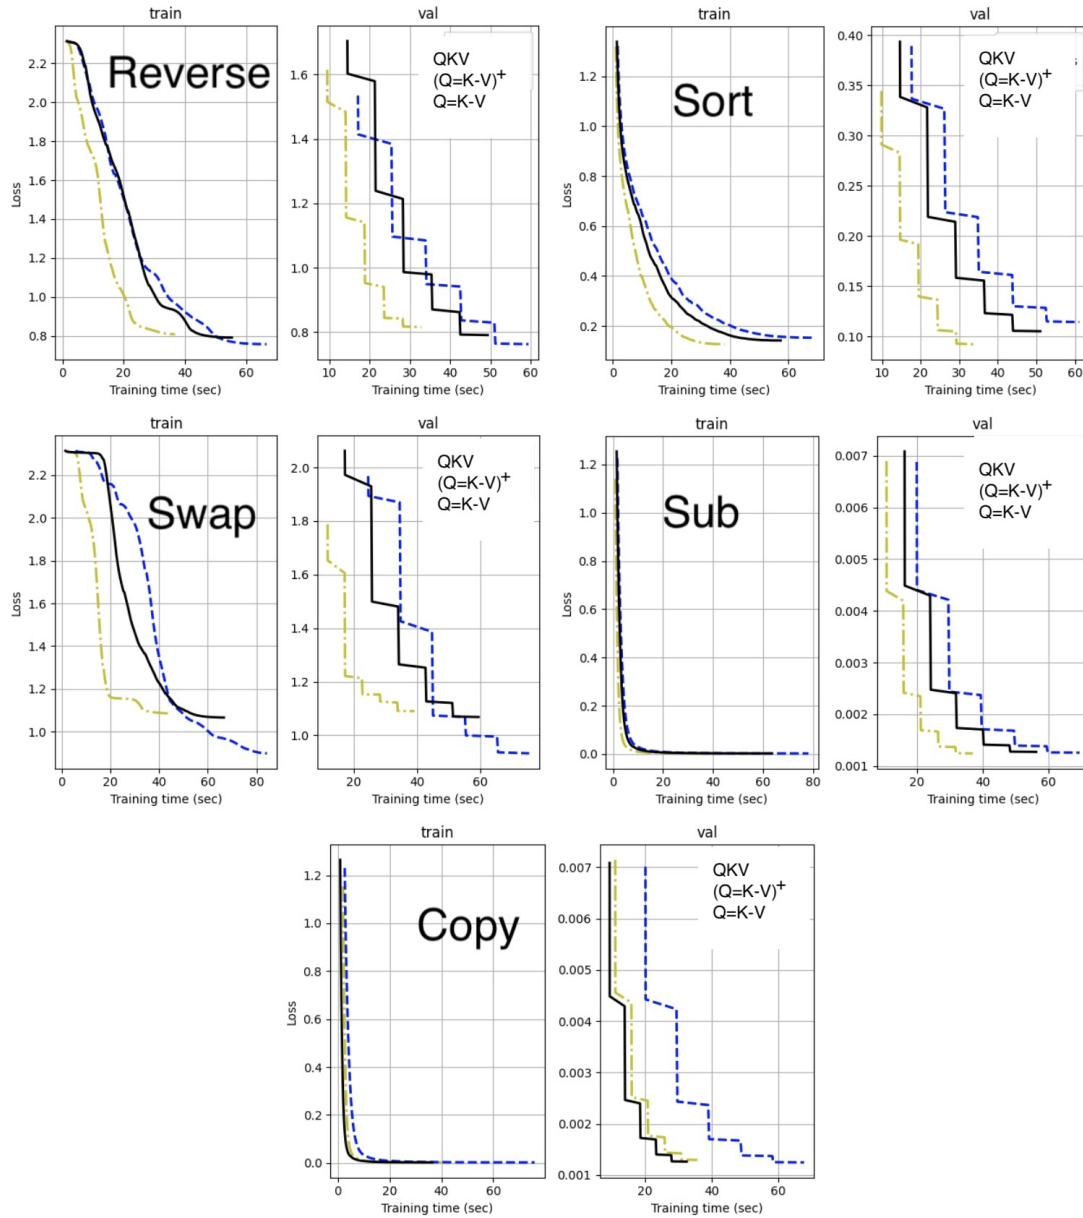 train
val
train
val
2.2
2.0
1.8
1.6
1.4
1.2
1.0
0.8
Loss
Reverse
0 20 40 60
Training time (sec)
1.6
1.4
1.2
1.0
0.8
QKV
(Q=K-V)⁺
Q=K-V
10 20 30 40 50 60
Training time (sec)
1.2
1.0
0.8
0.6
0.4
0.2
Loss
Sort
0 20 40 60
Training time (sec)
0.40
0.35
0.30
0.25
0.20
0.15
0.10
QKV
(Q=K-V)⁺
Q=K-V
10 20 30 40 50 60
Training time (sec)
train
val
train
val
2.2
2.0
1.8
1.6
1.4
1.2
1.0
Loss
Swap
0 20 40 60 80
Training time (sec)
2.0
1.8
1.6
1.4
1.2
1.0
QKV
(Q=K-V)⁺
Q=K-V
20 40 60
Training time (sec)
1.2
1.0
0.8
0.6
0.4
0.2
0.0
Loss
Sub
0 20 40 60 80
Training time (sec)
0.007
0.006
0.005
0.004
0.003
0.002
0.001
QKV
(Q=K-V)⁺
Q=K-V
20 40 60
Training time (sec)
train
val
1.2
1.0
0.8
0.6
0.4
0.2
0.0
Loss
Copy
0 20 40 60
Training time (sec)
0.007
0.006
0.005
0.004
0.003
0.002
0.001
QKV
(Q=K-V)⁺
Q=K-V
20 40 60
Training time (sec)